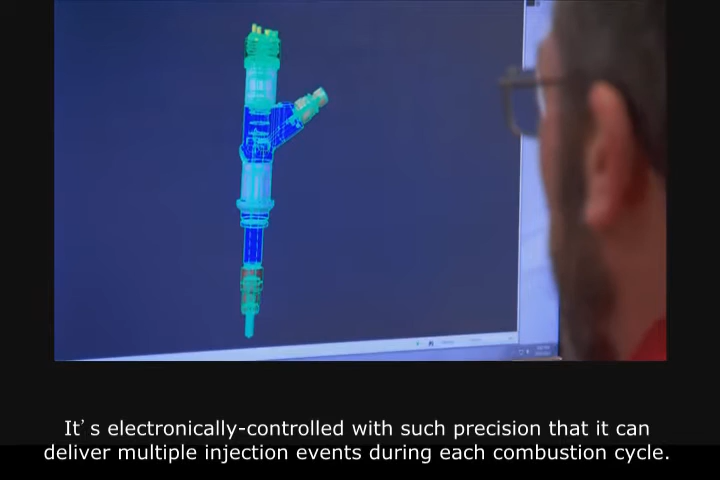 It's electronically-controlled with such precision that it can
deliver multiple injection events during each combustion cycle.